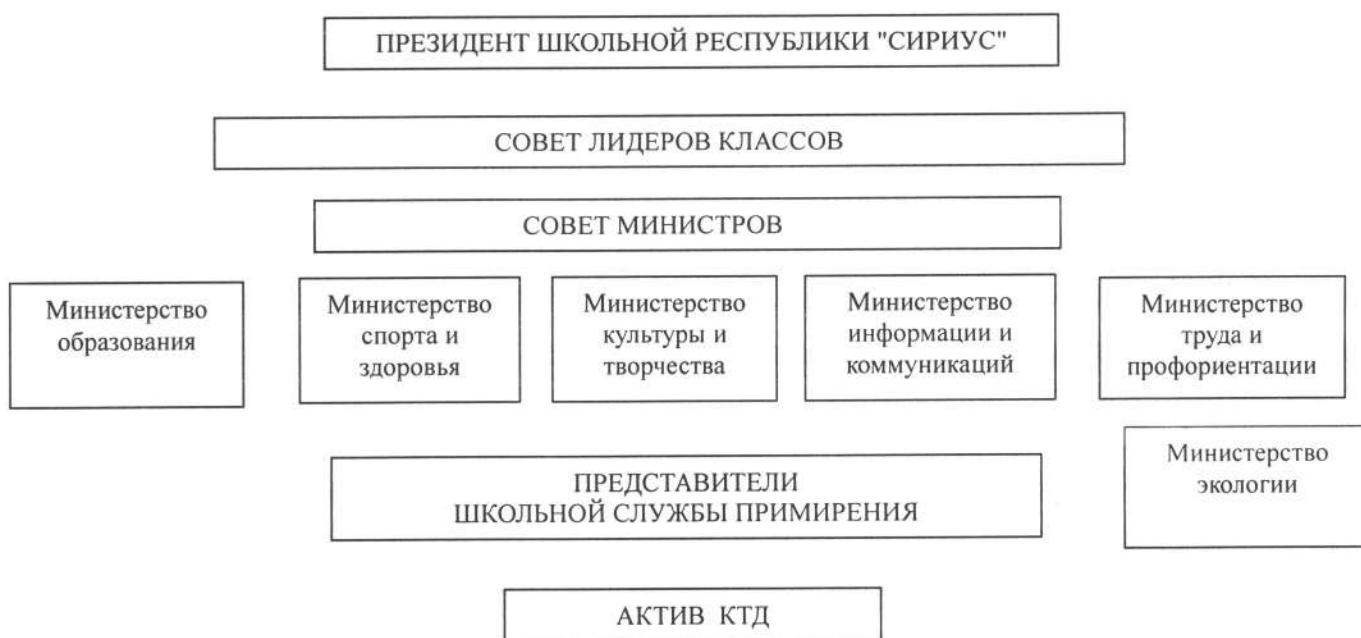 ПРЕЗИДЕНТ ШКОЛЬНОЙ РЕСПУБЛИКИ "СИРИУС"
СОВЕТ ЛИДЕРОВ КЛАССОВ
СОВЕТ МИНИСТРОВ
Министерство
образования
Министерство
спорта и
здоровья
Министерство
культуры и
творчества
Министерство
информации и
коммуникаций
Министерство
труда и
профориентации
Министерство
экологии
ПРЕДСТАВИТЕЛИ
ШКОЛЬНОЙ СЛУЖБЫ ПРИМИРЕНИЯ
АКТИВ КТД